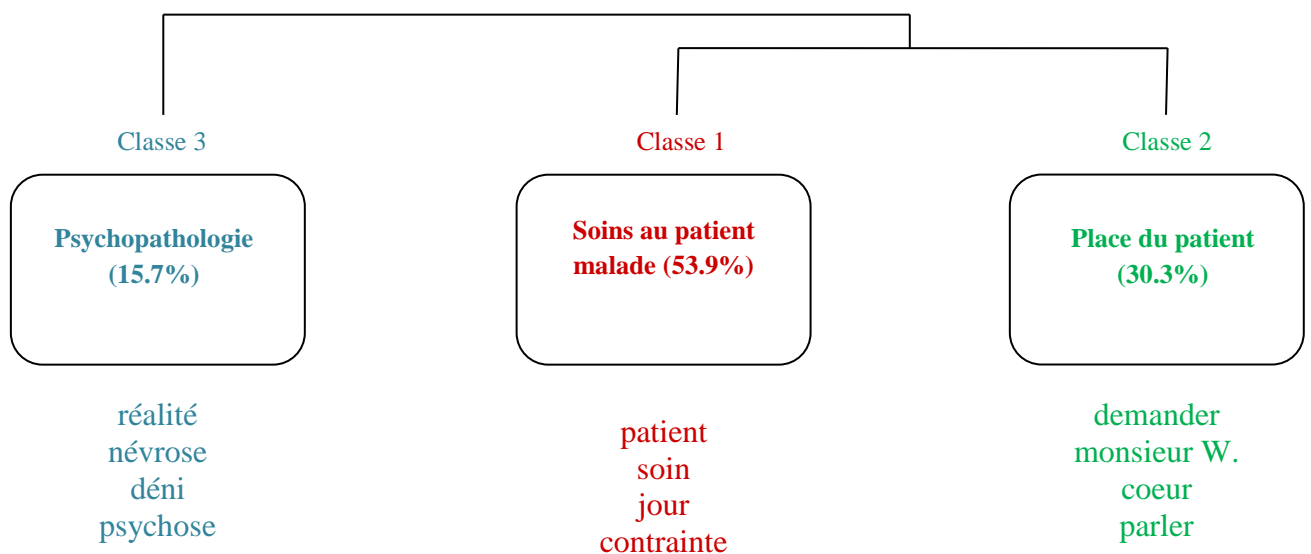 Classe 3
Psychopathologie
(15.7%)
réalité
névrose
déni
psychose
Classe 1
Soins au patient
malade (53.9%)
patient
soin
jour
contrainte
Classe 2
Place du patient
(30.3%)
demander
monsieur W.
coeur
parler